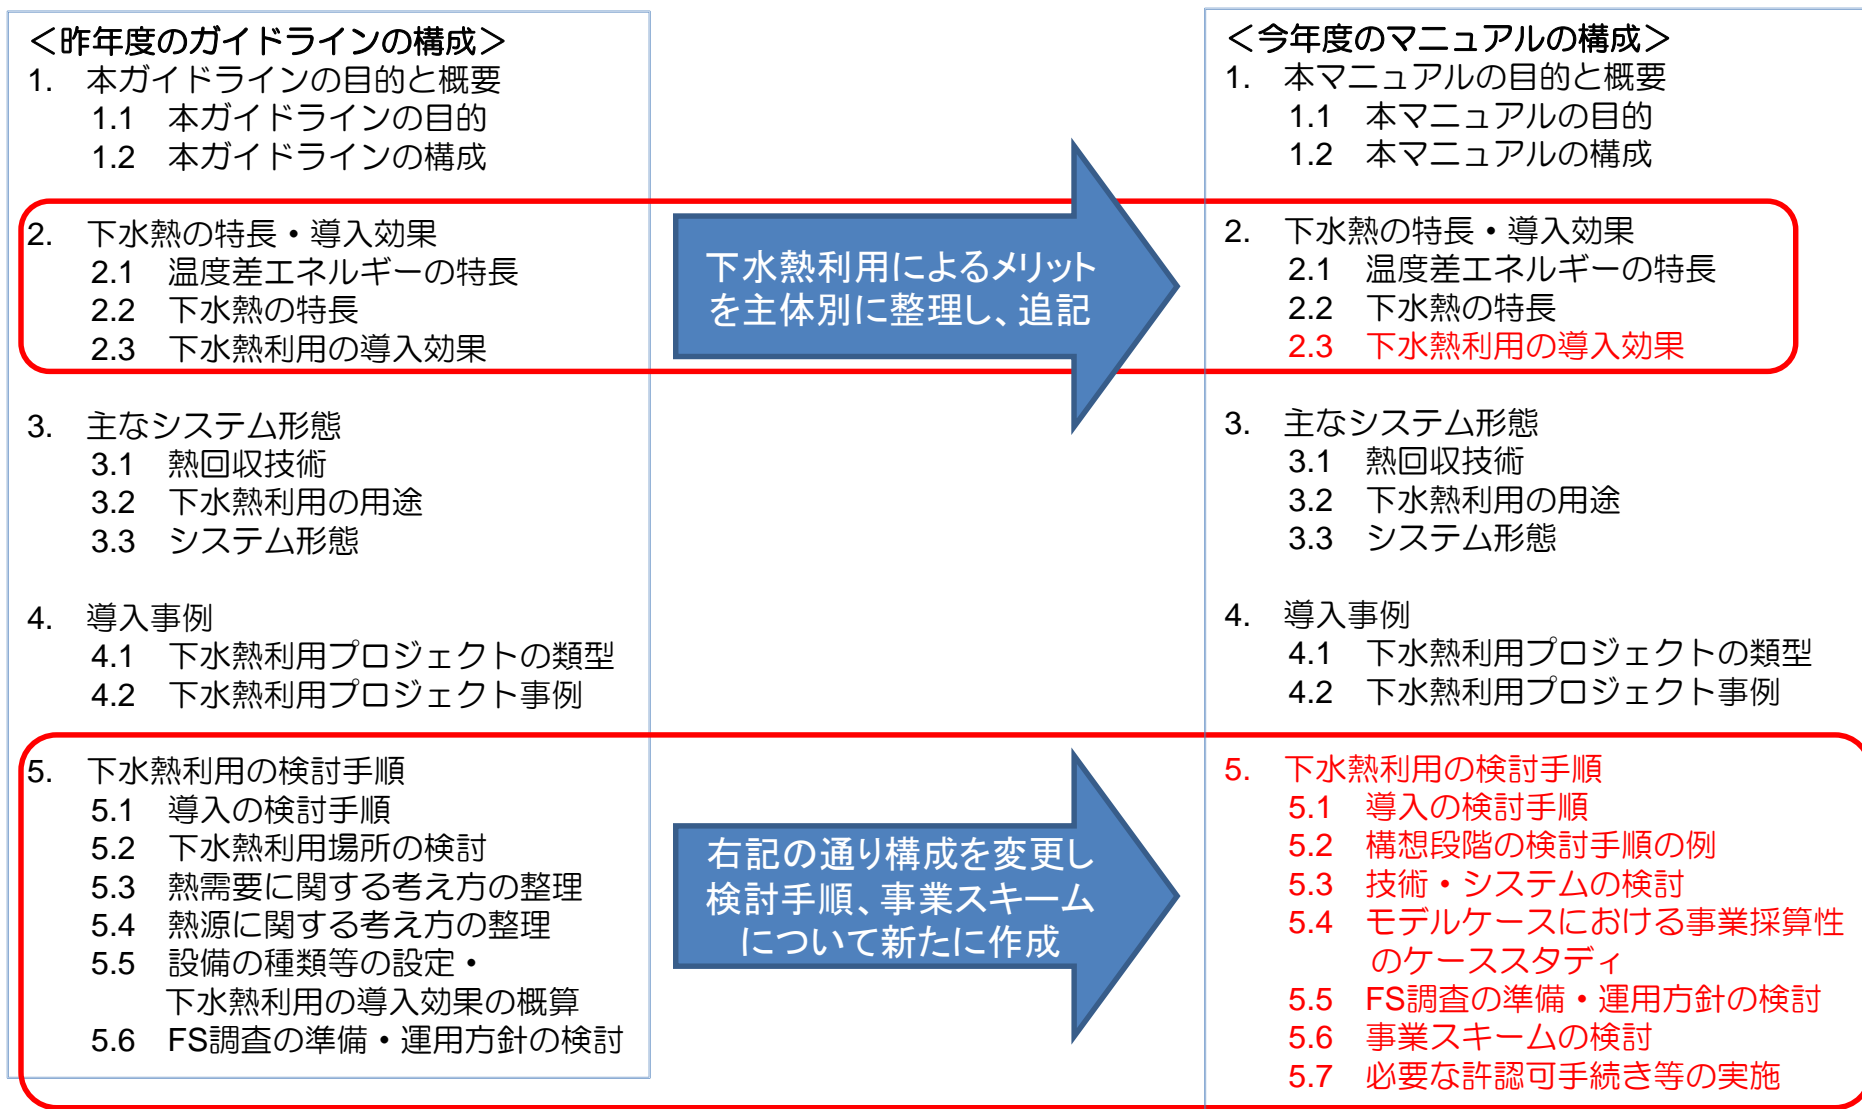 ＜昨年度のガイドラインの構成＞
1. 本ガイドラインの目的と概要
1.1 本ガイドラインの目的
1.2 本ガイドラインの構成
2. 下水熱の特長・導入効果
2.1 温度差エネルギーの特長
2.2 下水熱の特長
2.3 下水熱利用の導入効果
3. 主なシステム形態
3.1 熱回収技術
3.2 下水熱利用の用途
3.3 システム形態
4. 導入事例
4.1 下水熱利用プロジェクトの類型
4.2 下水熱利用プロジェクト事例
5. 下水熱利用の検討手順
5.1 導入の検討手順
5.2 下水熱利用場所の検討
5.3 熱需要に関する考え方の整理
5.4 熱源に関する考え方の整理
5.5 設備の種類等の設定・
下水熱利用の導入効果の概算
5.6 FS調査の準備・運用方針の検討
下水熱利用によるメリット
を主体別に整理し、追記
右記の通り構成を変更し
検討手順、事業スキーム
について新たに作成
＜今年度のマニュアルの構成＞
1. 本マニュアルの目的と概要
1.1 本マニュアルの目的
1.2 本マニュアルの構成
2. 下水熱の特長・導入効果
2.1 温度差エネルギーの特長
2.2 下水熱の特長
2.3 下水熱利用の導入効果
3. 主なシステム形態
3.1 熱回収技術
3.2 下水熱利用の用途
3.3 システム形態
4. 導入事例
4.1 下水熱利用プロジェクトの類型
4.2 下水熱利用プロジェクト事例
5. 下水熱利用の検討手順
5.1 導入の検討手順
5.2 構想段階の検討手順の例
5.3 技術・システムの検討
5.4 モデルケースにおける事業採算性
のケーススタディ
5.5 FS調査の準備・運用方針の検討
5.6 事業スキームの検討
5.7 必要な許認可手続き等の実施